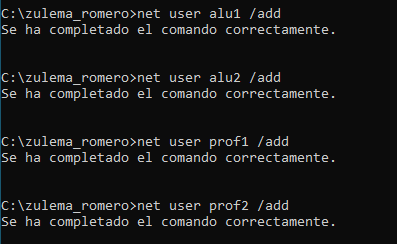 C:\zulema_romero>net user alu1 /add
Se ha completado el comando correctamente.
C:\zulema_romero>net user alu2 /add
Se ha completado el comando correctamente.
C:\zulema_romero>net user prof1 /add
Se ha completado el comando correctamente.
C:\zulema_romero>net user prof2 /add
Se ha completado el comando correctamente.